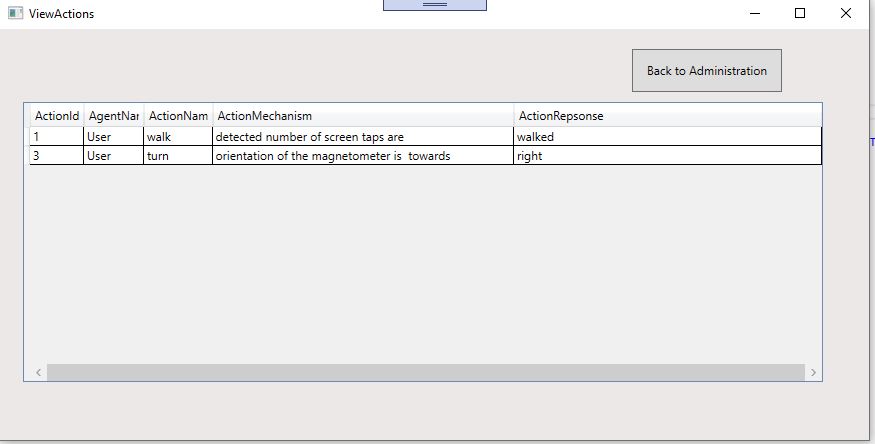 ViewActions
Back to Administration
ActionId AgentNar ActionNam ActionMechanism ActionRepsonse
1 User walk detected number of screen taps are walked
3 User turn orientation of the magnetometer is towards right
T